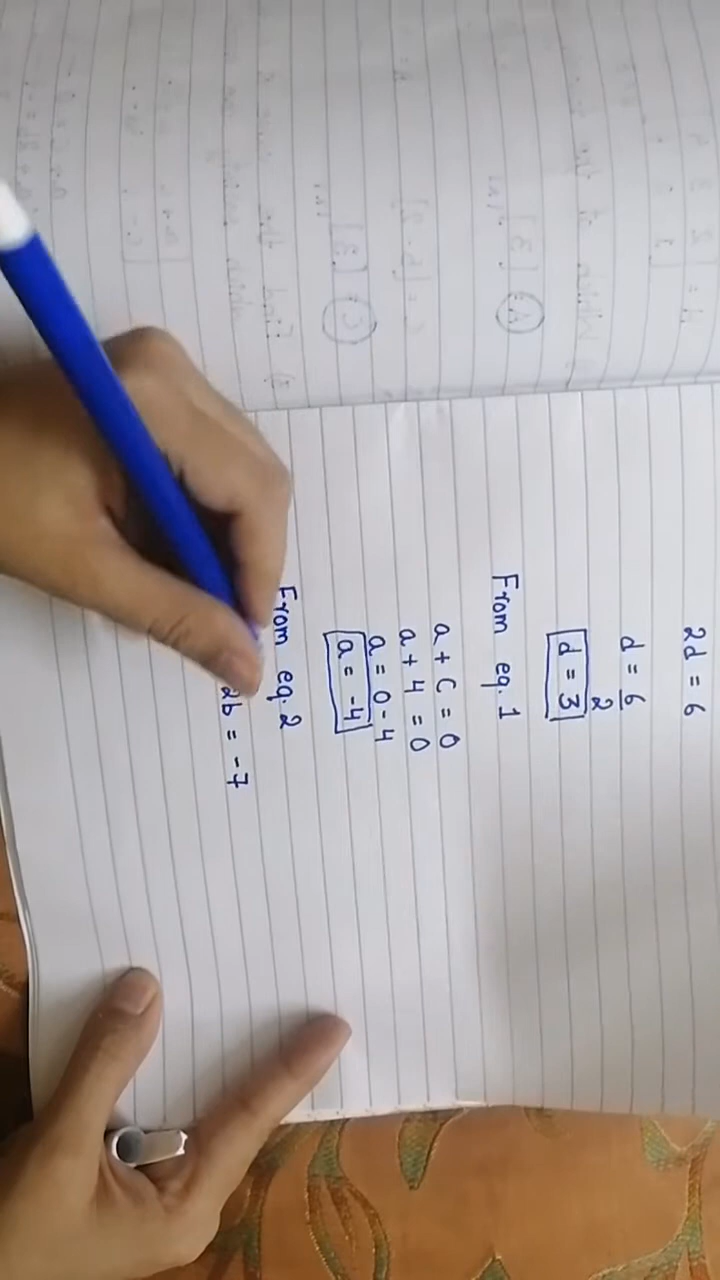 2d = 6
d = 6/2
d = 3
From eq. 1
a + c = 0
a + 4 = 0
a = 0 - 4
a = -4
From eq. 2
2b = -7